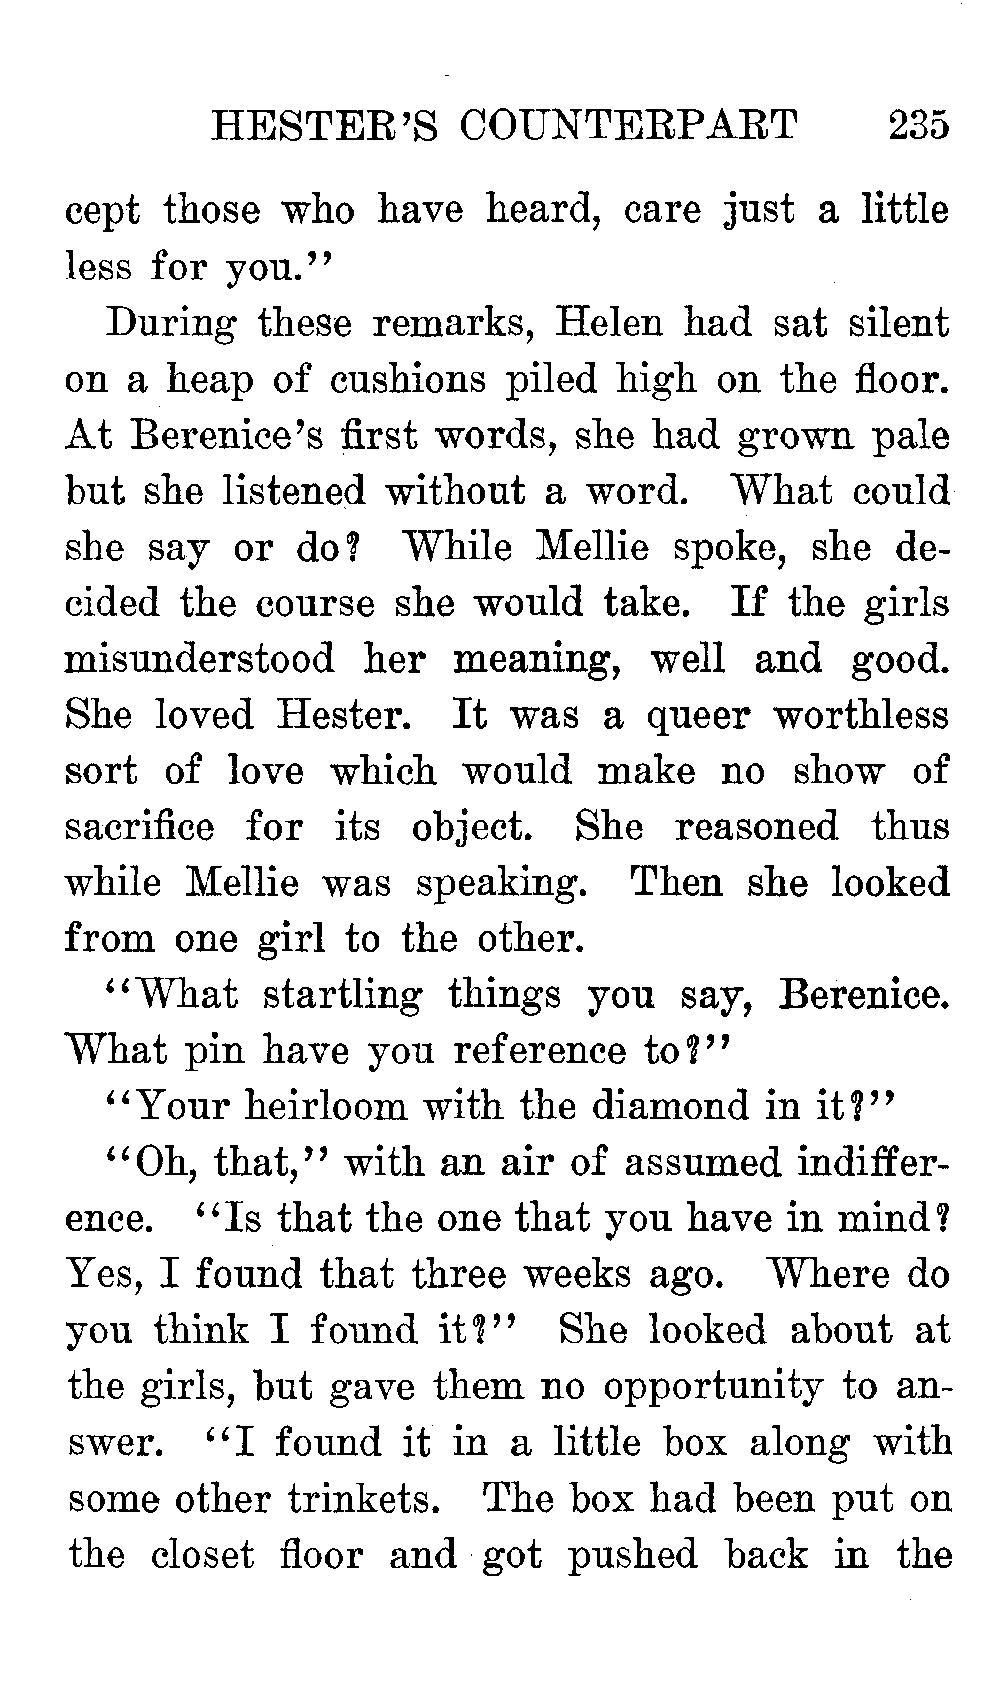 HESTER'S COUNTERPART 235
cept those who have heard, care just a little
less for you."
During these remarks, Helen had sat silent
on a heap of cushions piled high on the floor.
At Berenice's first words, she had grown pale
but she listened without a word. What could
she say or do? While Mellie spoke, she de-
cided the course she would take. If the girls
misunderstood her meaning, well and good.
She loved Hester. It was a queer worthless
sort of love which would make no show of
sacrifice for its object. She reasoned thus
while Mellie was speaking. Then she looked
from one girl to the other.
"What startling things you say, Berenice.
What pin have you reference to?"
"Your heirloom with the diamond in it?"
"Oh, that," with an air of assumed indiffer-
ence. "Is that the one that you have in mind?
Yes, I found that three weeks ago. Where do
you think I found it?" She looked about at
the girls, but gave them no opportunity to an-
swer. "I found it in a little box along with
some other trinkets. The box had been put on
the closet floor and got pushed back in the